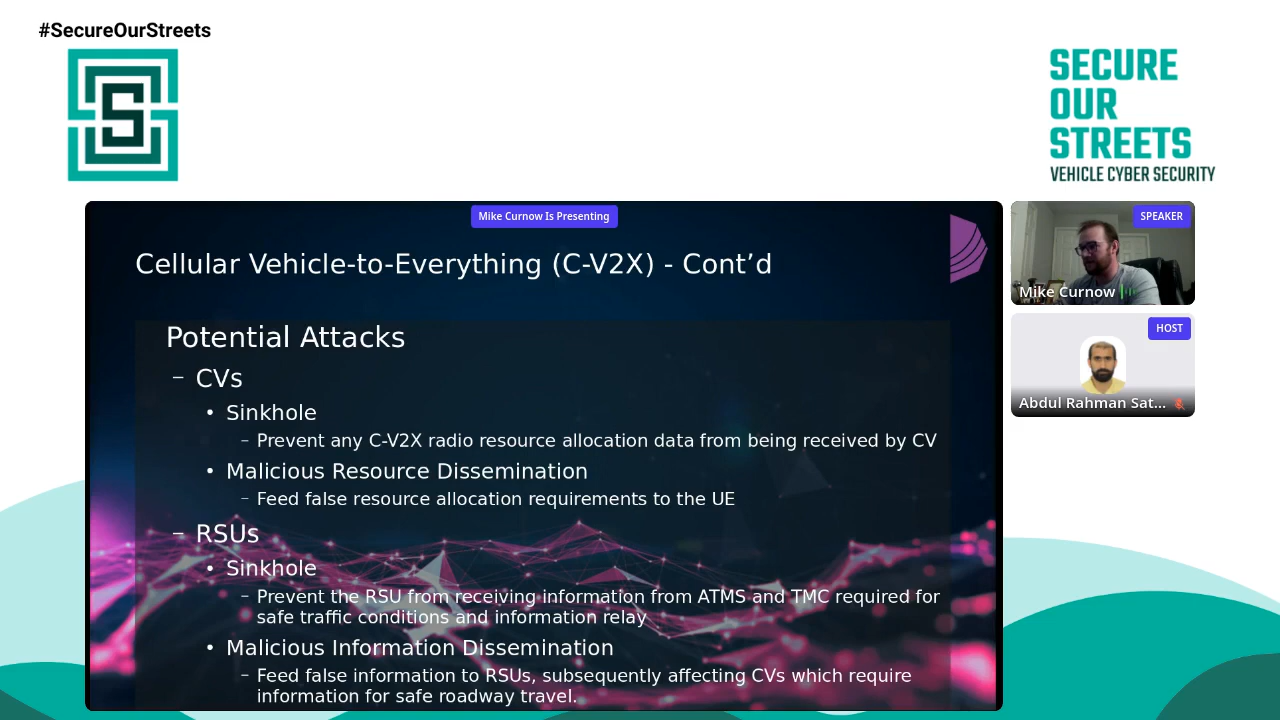 #SecureOurStreets
S
SECURE
OUR
STREETS
VEHICLE CYBER SECURITY
Mike Curnow Is Presenting
Cellular Vehicle-to-Everything (C-V2X) - Cont’d
Potential Attacks
– CVs
• Sinkhole
– Prevent any C-V2X radio resource allocation data from being received by CV
• Malicious Resource Dissemination
– Feed false resource allocation requirements to the UE
– RSUs
• Sinkhole
– Prevent the RSU from receiving information from ATMS and TMC required for
safe traffic conditions and information relay
• Malicious Information Dissemination
– Feed false information to RSUs, subsequently affecting CVs which require
information for safe roadway travel.
SPEAKER
Mike Curnow
HOST
Abdul Rahman Sat...